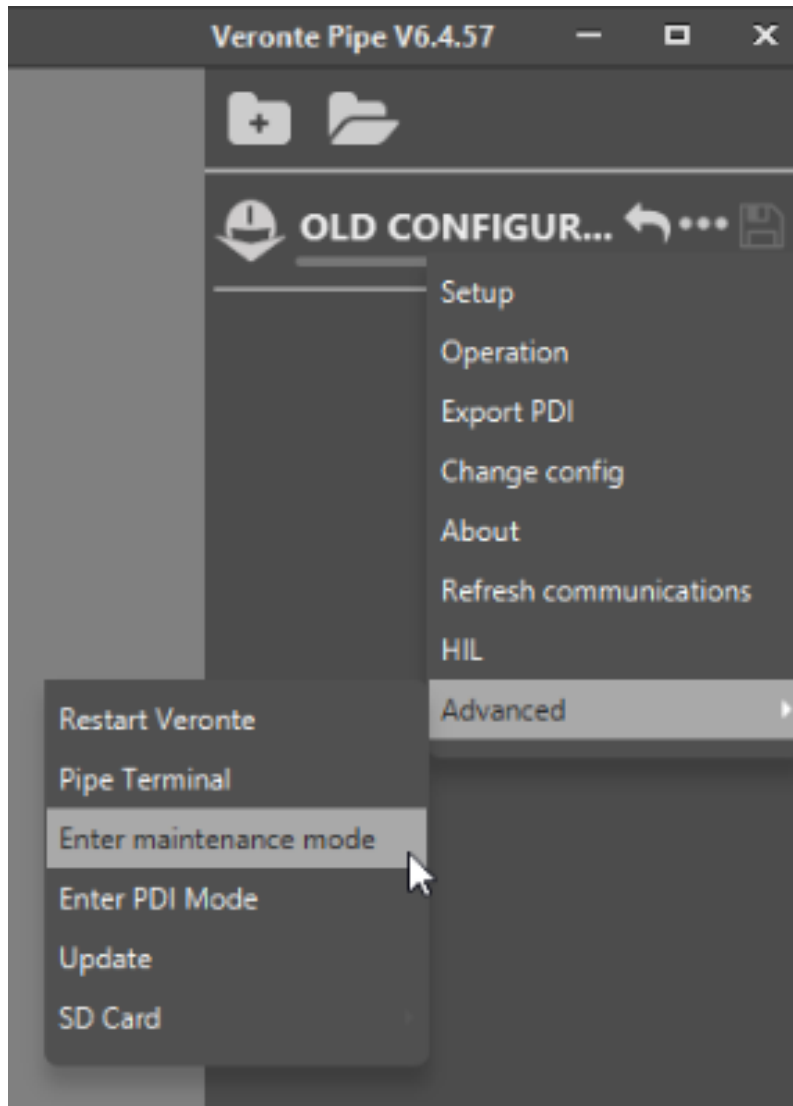 Veronte Pipe V6.4.57
OLD CONFIGUR...
Setup
Operation
Export PDI
Change config
About
Refresh communications
HIL
Advanced
Restart Veronte
Pipe Terminal
Enter maintenance mode
Enter PDI Mode
Update
SD Card